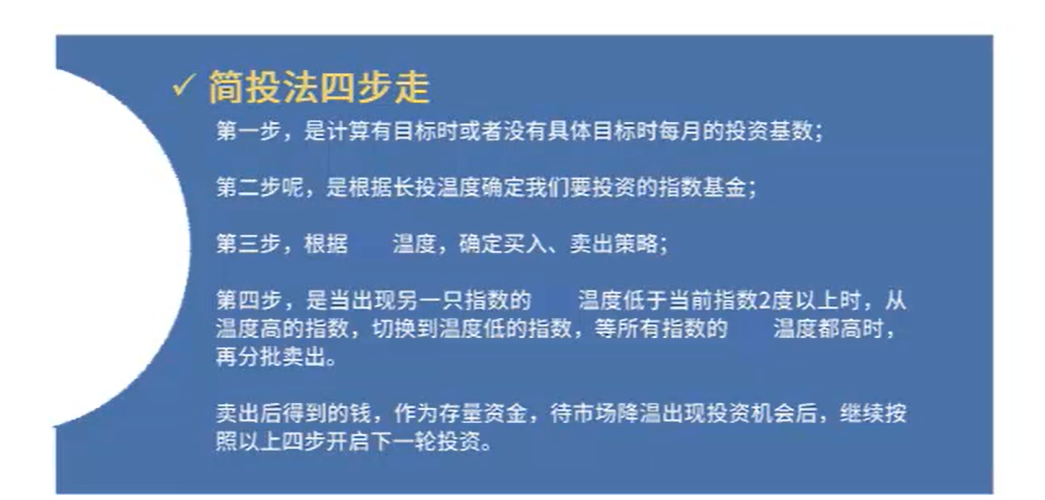 ✓ 简投法四步走
第一步，是计算有目标时或者没有具体目标时每月的投资基数；
第二步呢，是根据长投温度确定我们要投资的指数基金；
第三步，根据 温度，确定买入、卖出策略；
第四步，是当出现另一只指数的 温度低于当前指数2度以上时，从
温度高的指数，切换到温度低的指数，等所有指数的 温度都高时，
再分批卖出。
卖出后得到的钱，作为存量资金，待市场降温出现投资机会后，继续按
照以上四步开启下一轮投资。